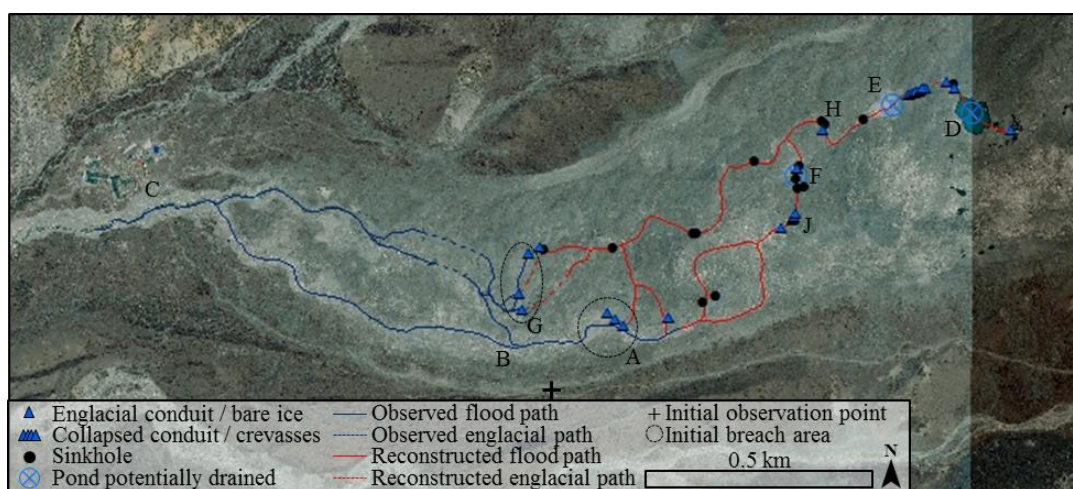 H
E
D
F
C
J
G
B
A
Englacial conduit / bare ice
Collapsed conduit / crevasses
Sinkhole
Pond potentially drained
Observed flood path
Observed englacial path
Reconstructed flood path
Reconstructed englacial path
Initial observation point
Initial breach area
0.5 km
N